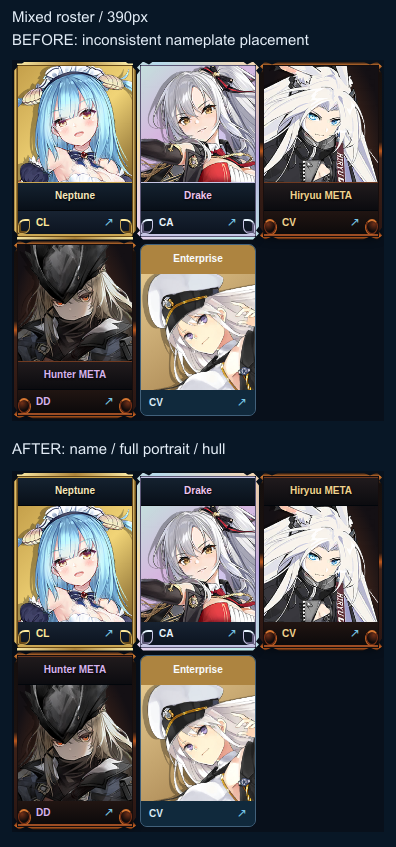 Mixed roster / 390px
BEFORE: inconsistent nameplate placement
Neptune
Drake
Hiryuu META
CL ↗
CA ↗
CV ↗
Enterprise
Hunter META
DD ↗
CV ↗
AFTER: name / full portrait / hull
Neptune
Drake
Hiryuu META
CL ↗
CA ↗
CV ↗
Hunter META
Enterprise
DD ↗
CV ↗